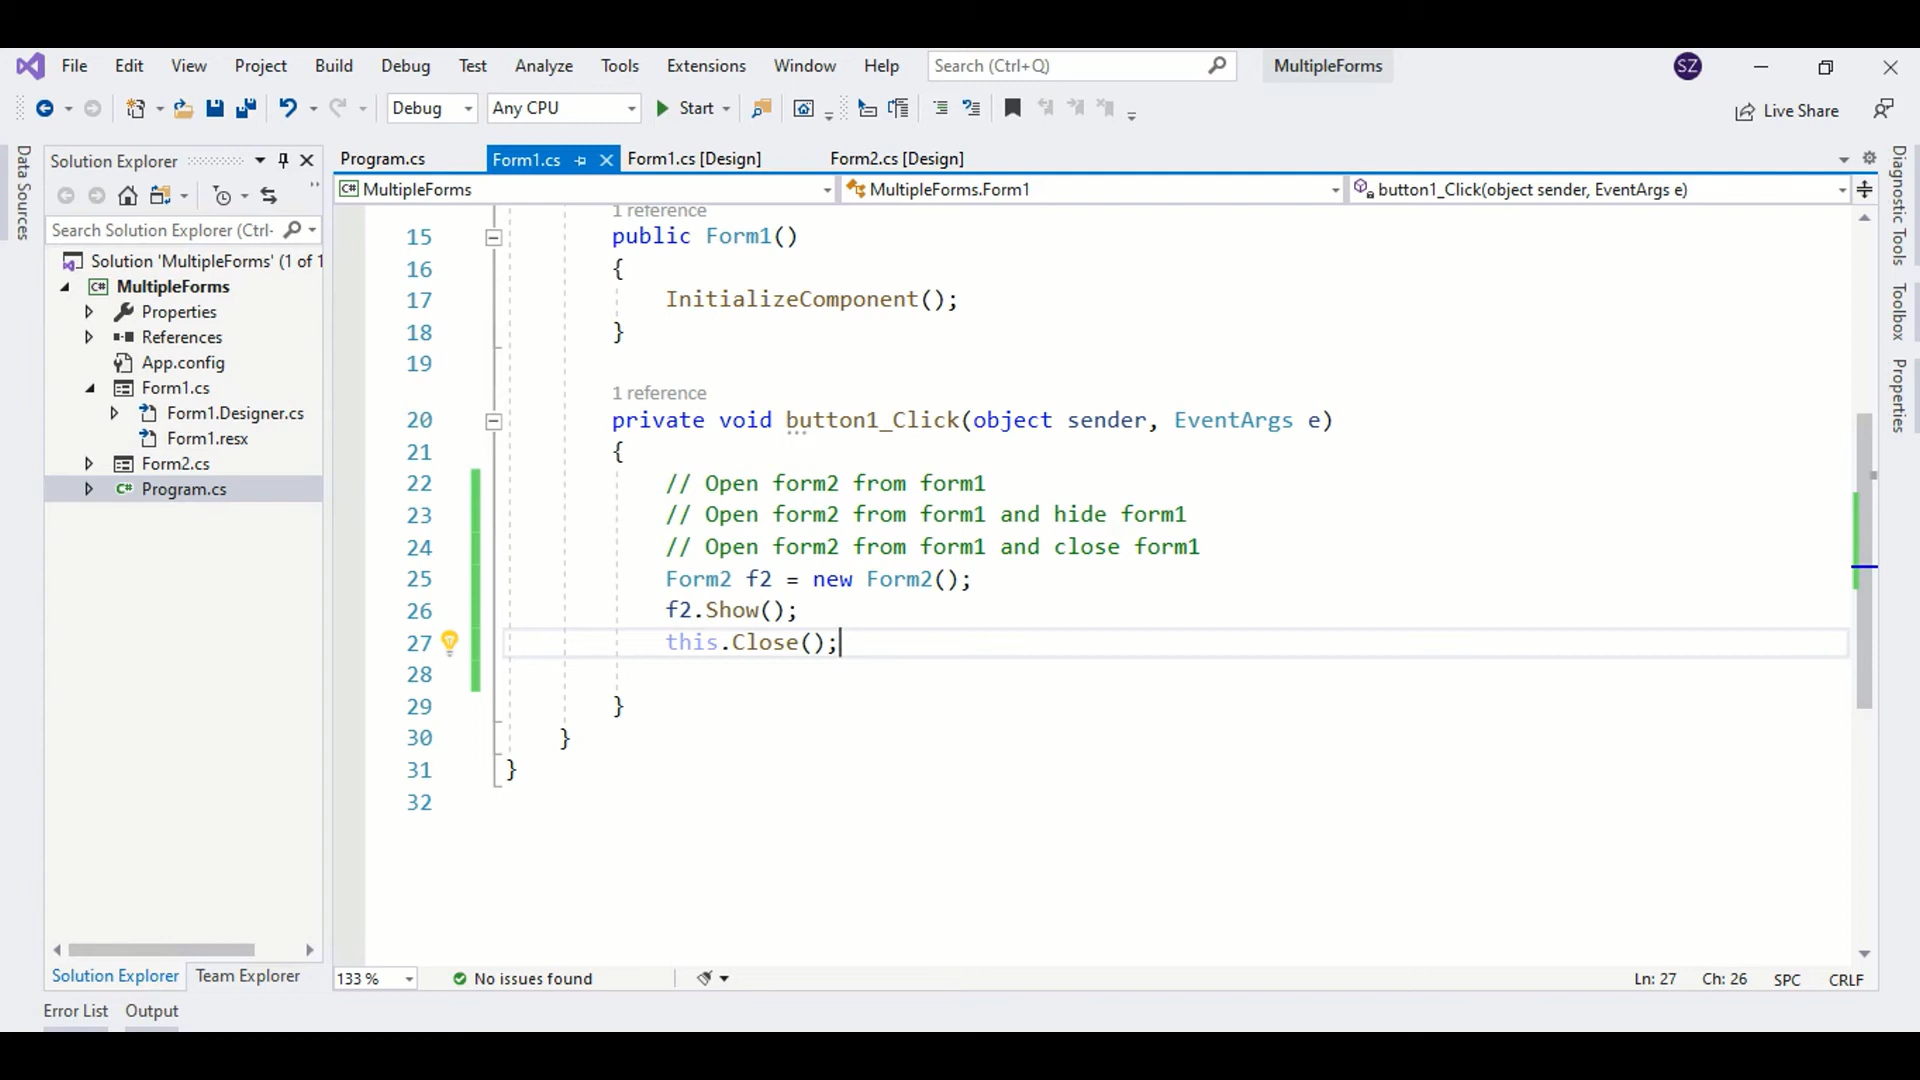 File Edit View Project Build Debug Test Analyze Tools Extensions Window Help Search (Ctrl+Q) MultipleForms SZ
Debug Any CPU Start Live Share
Data Sources
Solution Explorer
Search Solution Explorer (Ctrl-
Solution 'MultipleForms' (1 of 1
C# MultipleForms
Properties
References
App.config
Form1.cs
Form1.Designer.cs
Form1.resx
Form2.cs
C# Program.cs
Solution Explorer Team Explorer
Program.cs Form1.cs Form1.cs [Design] Form2.cs [Design]
C# MultipleForms MultipleForms.Form1 button1_Click(object sender, EventArgs e)
1 reference
15 public Form1()
16 {
17 InitializeComponent();
18 }
19
1 reference
20 private void button1_Click(object sender, EventArgs e)
21 {
22 // Open form2 from form1
23 // Open form2 from form1 and hide form1
24 // Open form2 from form1 and close form1
25 Form2 f2 = new Form2();
26 f2.Show();
27 this.Close();
28
29 }
30 }
31 }
32
133 % No issues found Ln: 27 Ch: 26 SPC CRLF
Diagnostic Tools
Toolbox
Properties
Error List Output